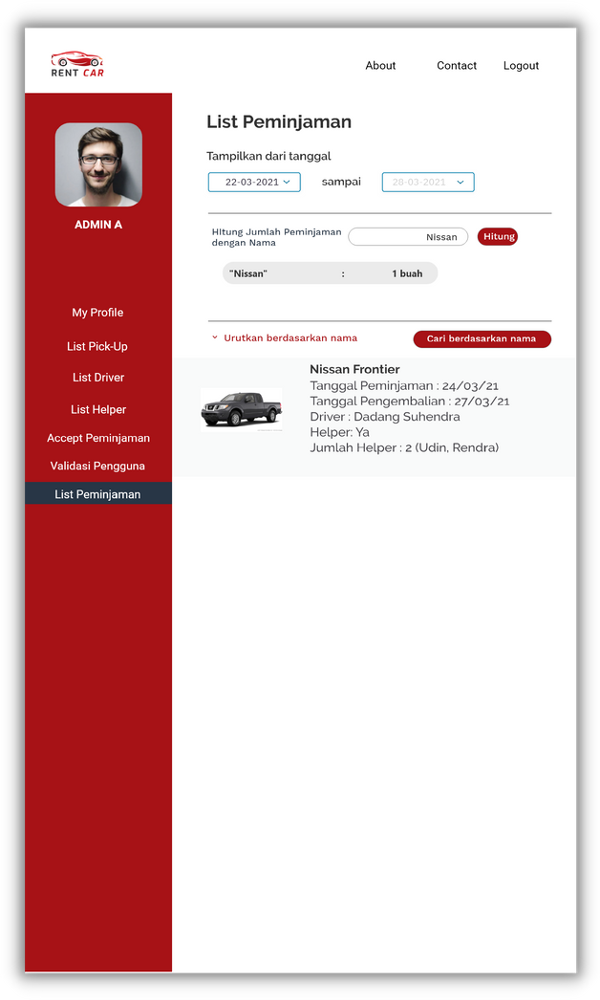 RENT CAR
About
Contact
Logout
ADMIN A
My Profile
List Pick-Up
List Driver
List Helper
Accept Peminjaman
Validasi Pengguna
List Peminjaman
List Peminjaman
Tampilkan dari tanggal
22-03-2021 sampai 28-03-2021
HItung Jumlah Peminjaman
dengan Nama
Nissan
Hitung
"Nissan" : 1 buah
Urutkan berdasarkan nama
Cari berdasarkan nama
Nissan Frontier
Tanggal Peminjaman : 24/03/21
Tanggal Pengembalian : 27/03/21
Driver : Dadang Suhendra
Helper: Ya
Jumlah Helper : 2 (Udin, Rendra)